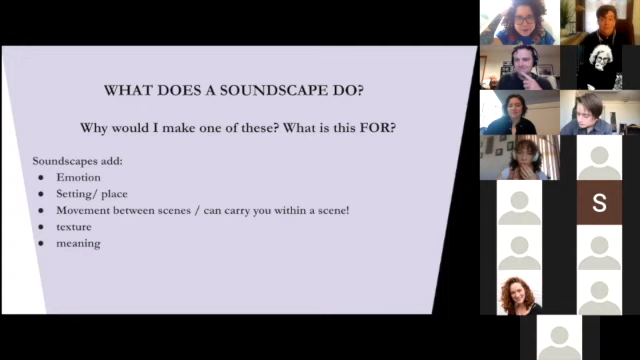 WHAT DOES A SOUNDSCAPE DO?
Why would I make one of these? What is this FOR?
Soundscapes add:
● Emotion
● Setting/ place
● Movement between scenes / can carry you within a scene!
● texture
● meaning
S